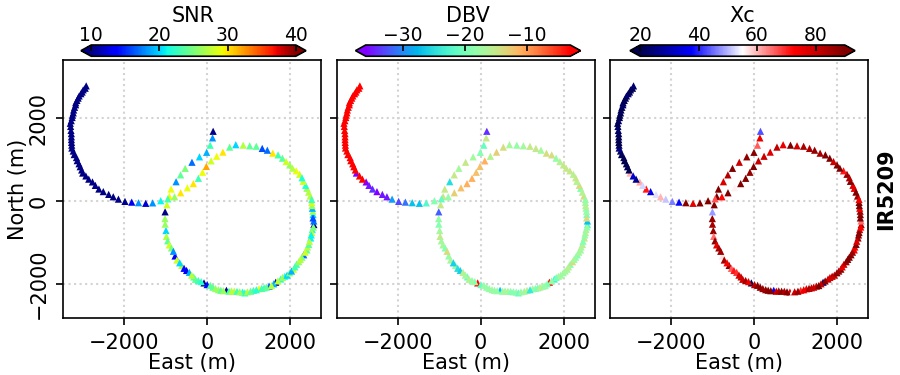 SNR DBV Xc
10 20 30 40 −30 −20 −10 20 40 60 80
North (m)
2000
0
−2000
−2000 0 2000 −2000 0 2000 −2000 0 2000
East (m) East (m) East (m)
IR5209